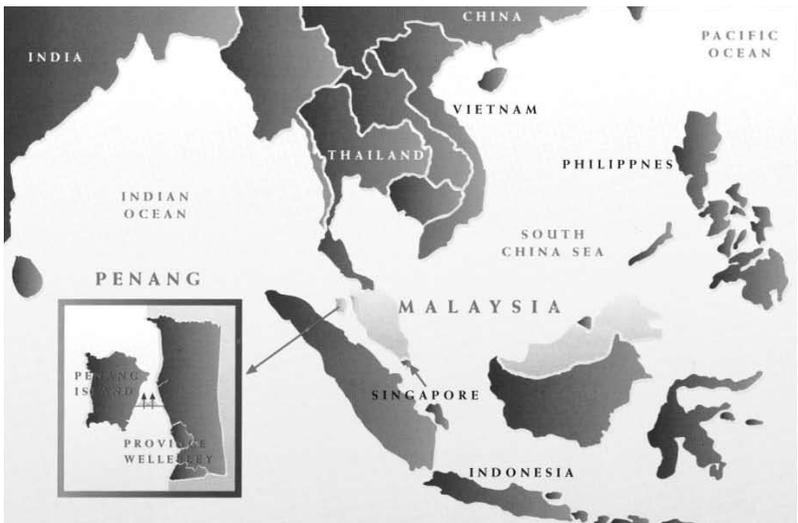 CHINA
PACIFIC
OCEAN
INDIA
VIETNAM
THAILAND
PHILIPPNES
INDIAN
OCEAN
SOUTH
CHINA SEA
PENANG
MALAYSIA
PENANG
ISLAND
SINGAPORE
PROVINCE
WELLESLEY
INDONESIA